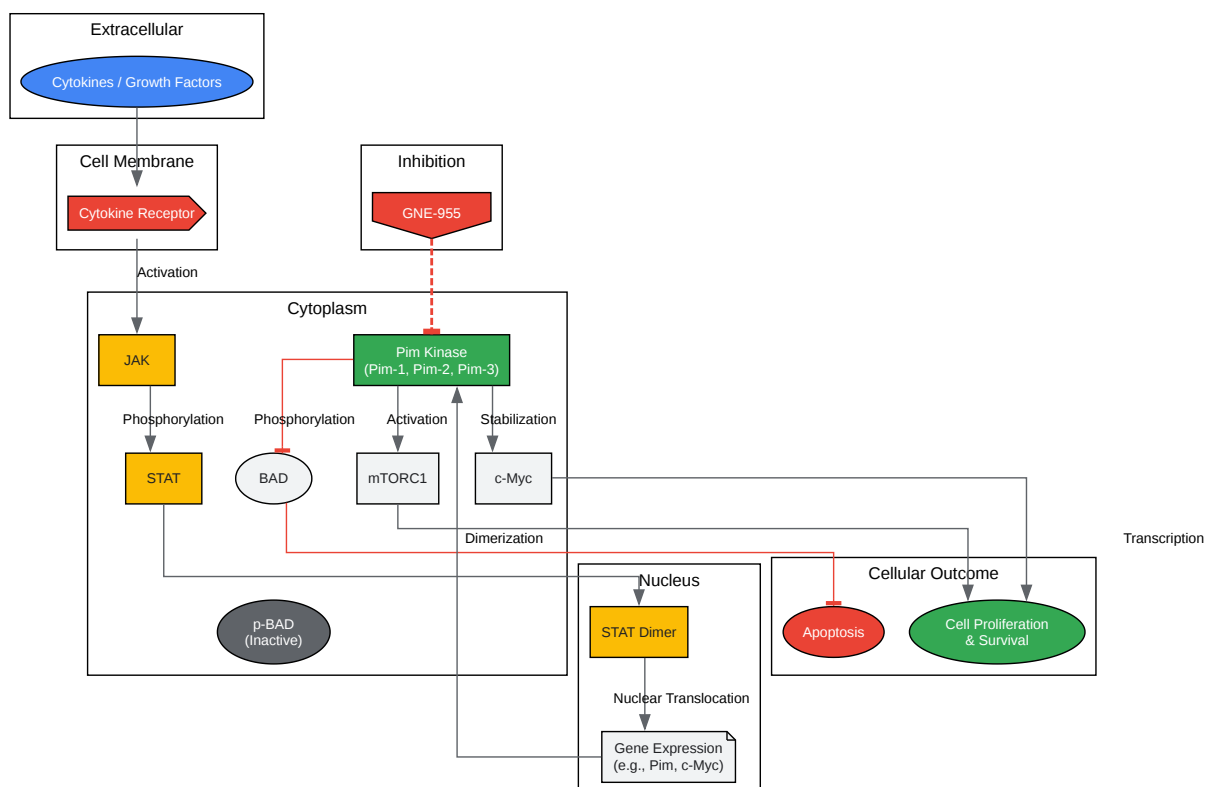 Extracellular
Cytokines / Growth Factors
Cell Membrane
Inhibition
Cytokine Receptor
GNE-955
Activation
Cytoplasm
JAK
Pim Kinase
(Pim-1, Pim-2, Pim-3)
Phosphorylation
Phosphorylation
Activation
Stabilization
STAT
BAD
mTORC1
c-Myc
Dimerization
Transcription
Nucleus
Cellular Outcome
p-BAD
(Inactive)
STAT Dimer
Apoptosis
Cell Proliferation
& Survival
Nuclear Translocation
Gene Expression
(e.g., Pim, c-Myc)